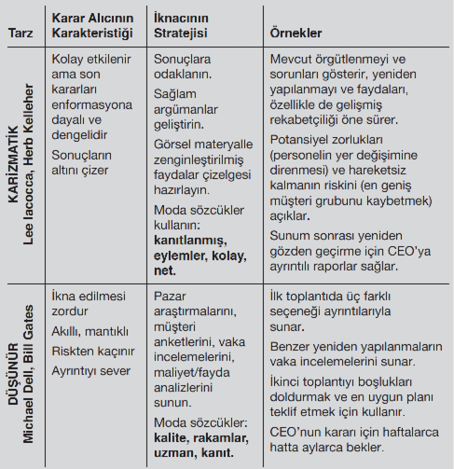 Tarz
Karar Alıcının
Karakteristiği
İknacının
Stratejisi
Örnekler
KARİZMATİK
Lee Iacocca, Herb Kelleher
Kolay etkilenir
ama son
kararları
enformasyona
dayalı ve
dengelidir
Sonuçların
altını çizer
Sonuçlara
odaklanın.
Sağlam
argümanlar
geliştirin.
Görsel materyalle
zenginleştirilmiş
faydalar çizelgesi
hazırlayın.
Moda sözcükler
kullanın:
kanıtlanmış,
eylemler, kolay,
net.
Mevcut örgütlenmeyi ve
sorunları gösterir, yeniden
yapılanmayı ve faydaları,
özellikle de gelişmiş
rekabetçiliği öne sürer.
Potansiyel zorlukları
(personelin yer değişimine
direnmesi) ve hareketsiz
kalmanın riskini (en geniş
müşteri grubunu kaybetmek)
açıklar.
Sunum sonrası yeniden
gözden geçirme için CEO'ya
ayrıntılı raporlar sağlar.
DÜŞÜNÜR
Michael Dell, Bill Gates
İkna edilmesi
zordur
Akıllı, mantıklı
Riskten kaçınır
Ayrıntıyı sever
Pazar
araştırmalarını,
müşteri
anketlerini, vaka
incelemelerini,
maliyet/fayda
analizlerini
sunun.
Moda sözcükler:
kalite, rakamlar,
uzman, kanıt.
İlk toplantıda üç farklı
seçeneği ayrıntılarıyla
sunar.
Benzer yeniden yapılanmaların
vaka incelemelerini sunar.
İkinci toplantıyı boşlukları
doldurmak ve en uygun planı
teklif etmek için kullanır.
CEO'nun kararı için haftalarca
hatta aylarca bekler.